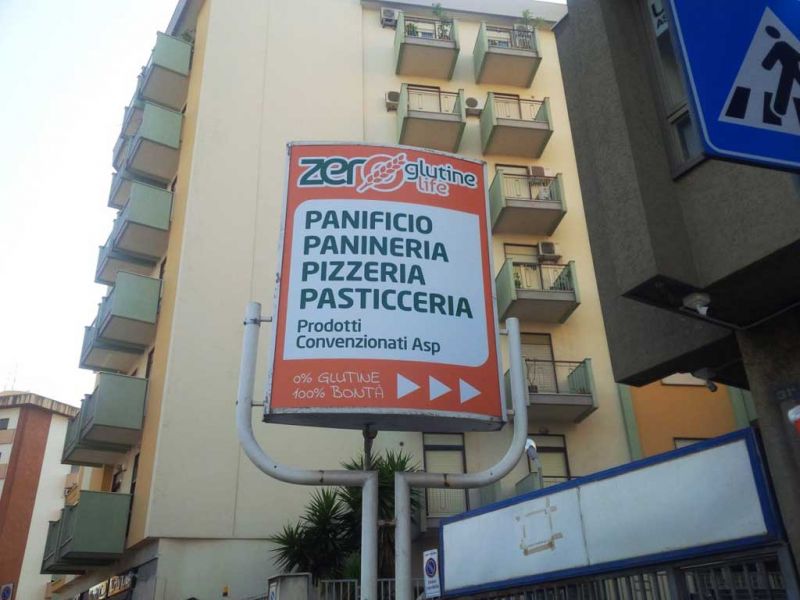 zero glutine
life
PANIFICIO
PANINERIA
PIZZERIA
PASTICCERIA
Prodotti
Convenzionati Asp
0% GLUTINE
100% BONTÀ